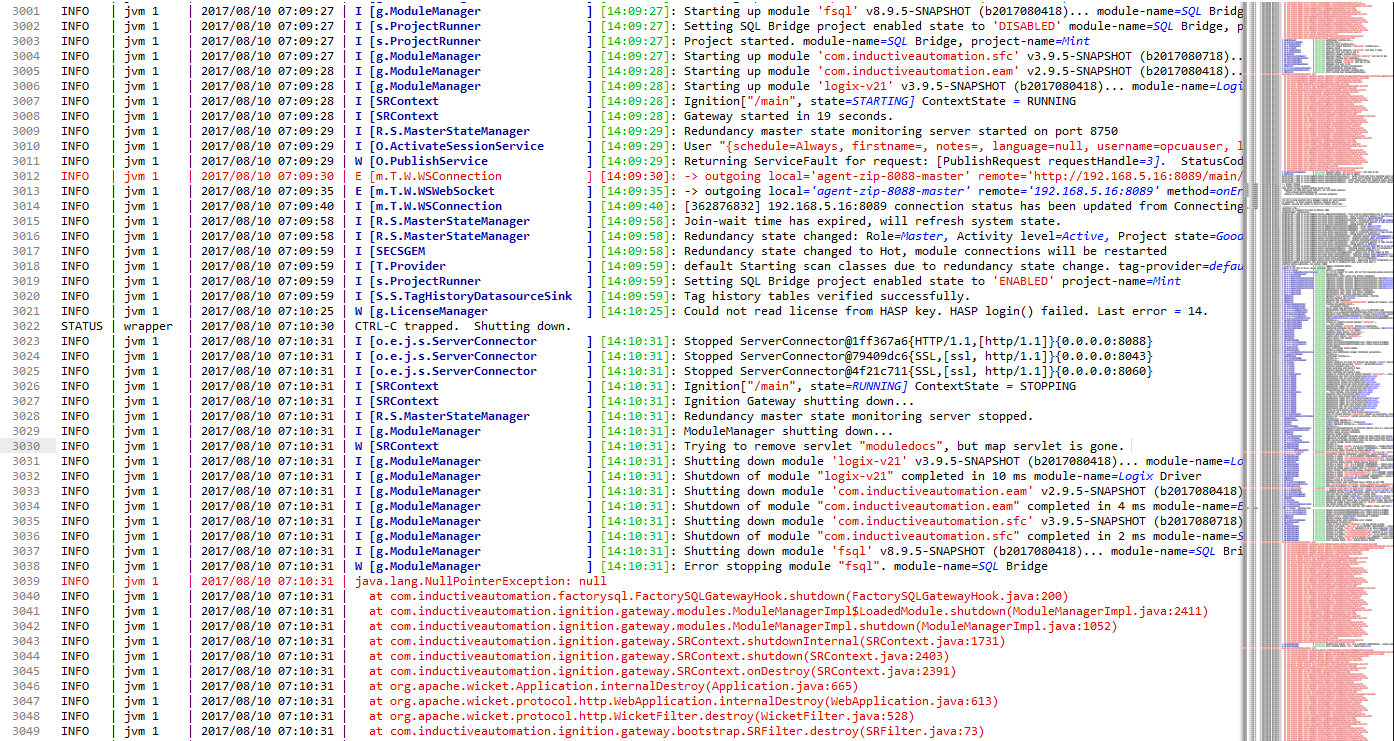 3001 INFO | jvm 1 | 2017/08/10 07:09:27 | I [g.ModuleManager ] [14:09:27]: Starting up module 'fsql' v8.9.5-SNAPSHOT (b2017080418)... module-name=SQL Bridg
3002 INFO | jvm 1 | 2017/08/10 07:09:27 | I [s.ProjectRunner ] [14:09:27]: Setting SQL Bridge project enabled state to 'DISABLED' module-name=SQL Bridge, p
3003 INFO | jvm 1 | 2017/08/10 07:09:27 | I [s.ProjectRunner ] [14:09:27]: Project started. module-name=SQL Bridge, project-name=Mint
3004 INFO | jvm 1 | 2017/08/10 07:09:28 | I [g.ModuleManager ] [14:09:28]: Starting up module 'com.inductiveautomation.sfc' v3.9.5-SNAPSHOT (b2017080718)..
3005 INFO | jvm 1 | 2017/08/10 07:09:28 | I [g.ModuleManager ] [14:09:28]: Starting up module 'com.inductiveautomation.eam' v2.9.5-SNAPSHOT (b2017080418)..
3006 INFO | jvm 1 | 2017/08/10 07:09:28 | I [g.ModuleManager ] [14:09:28]: Starting up module 'logix-v21' v3.9.5-SNAPSHOT (b2017080418)... module-name=Logi
3007 INFO | jvm 1 | 2017/08/10 07:09:28 | I [SRContext ] [14:09:28]: Ignition["/main", state=STARTING] ContextState = RUNNING
3008 INFO | jvm 1 | 2017/08/10 07:09:28 | I [SRContext ] [14:09:28]: Gateway started in 19 seconds.
3009 INFO | jvm 1 | 2017/08/10 07:09:29 | I [R.S.MasterStateManager ] [14:09:29]: Redundancy master state monitoring server started on port 8750
3010 INFO | jvm 1 | 2017/08/10 07:09:29 | I [O.ActivateSessionService ] [14:09:29]: User "{schedule=Always, firstname=, notes=, language=null, username=opcuauser, l
3011 INFO | jvm 1 | 2017/08/10 07:09:29 | W [O.PublishService ] [14:09:29]: Returning ServiceFault for request: [PublishRequest requestHandle=3]. StatusCod
3012 INFO | jvm 1 | 2017/08/10 07:09:30 | E [m.T.W.WSConnection ] [14:09:30]: -> outgoing local='agent-zip-8088-master' remote='http://192.168.5.16:8089/main/
3013 INFO | jvm 1 | 2017/08/10 07:09:35 | E [m.T.W.WSWebSocket ] [14:09:35]: -> outgoing local='agent-zip-8088-master' remote='192.168.5.16:8089' method=onEr
3014 INFO | jvm 1 | 2017/08/10 07:09:40 | I [m.T.W.WSConnection ] [14:09:40]: [362876832] 192.168.5.16:8089 connection status has been updated from Connecting
3015 INFO | jvm 1 | 2017/08/10 07:09:58 | I [R.S.MasterStateManager ] [14:09:58]: Join-wait time has expired, will refresh system state.
3016 INFO | jvm 1 | 2017/08/10 07:09:58 | I [R.S.MasterStateManager ] [14:09:58]: Redundancy state changed: Role=Master, Activity level=Active, Project state=Good
3017 INFO | jvm 1 | 2017/08/10 07:09:59 | I [SECSGEM ] [14:09:58]: Redundancy state changed to Hot, module connections will be restarted
3018 INFO | jvm 1 | 2017/08/10 07:09:59 | I [T.Provider ] [14:09:59]: default Starting scan classes due to redundancy state change. tag-provider=defau
3019 INFO | jvm 1 | 2017/08/10 07:09:59 | I [s.ProjectRunner ] [14:09:59]: Setting SQL Bridge project enabled state to 'ENABLED' project-name=Mint
3020 INFO | jvm 1 | 2017/08/10 07:09:59 | I [S.S.TagHistoryDatasourceSink ] [14:09:59]: Tag history tables verified successfully.
3021 INFO | jvm 1 | 2017/08/10 07:10:25 | W [g.LicenseManager ] [14:10:25]: Could not read license from HASP key. HASP login() failed. Last error = 14.
3022 STATUS | wrapper | 2017/08/10 07:10:30 | CTRL-C trapped. Shutting down.
3023 INFO | jvm 1 | 2017/08/10 07:10:31 | I [o.e.j.s.ServerConnector ] [14:10:31]: Stopped ServerConnector@1ff367a6{HTTP/1.1,[http/1.1]}{0.0.0.0:8088}
3024 INFO | jvm 1 | 2017/08/10 07:10:31 | I [o.e.j.s.ServerConnector ] [14:10:31]: Stopped ServerConnector@79409dc6{SSL,[ssl, http/1.1]}{0.0.0.0:8043}
3025 INFO | jvm 1 | 2017/08/10 07:10:31 | I [o.e.j.s.ServerConnector ] [14:10:31]: Stopped ServerConnector@4f21c711{SSL,[ssl, http/1.1]}{0.0.0.0:8060}
3026 INFO | jvm 1 | 2017/08/10 07:10:31 | I [SRContext ] [14:10:31]: Ignition["/main", state=RUNNING] ContextState = STOPPING
3027 INFO | jvm 1 | 2017/08/10 07:10:31 | I [SRContext ] [14:10:31]: Ignition Gateway shutting down...
3028 INFO | jvm 1 | 2017/08/10 07:10:31 | I [R.S.MasterStateManager ] [14:10:31]: Redundancy master state monitoring server stopped.
3029 INFO | jvm 1 | 2017/08/10 07:10:31 | I [g.ModuleManager ] [14:10:31]: ModuleManager shutting down...
3030 INFO | jvm 1 | 2017/08/10 07:10:31 | W [SRContext ] [14:10:31]: Trying to remove servlet "moduledocs", but map servlet is gone.
3031 INFO | jvm 1 | 2017/08/10 07:10:31 | I [g.ModuleManager ] [14:10:31]: Shutting down module 'logix-v21' v3.9.5-SNAPSHOT (b2017080418)... module-name=Lo
3032 INFO | jvm 1 | 2017/08/10 07:10:31 | I [g.ModuleManager ] [14:10:31]: Shutdown of module "logix-v21" completed in 10 ms module-name=Logix Driver
3033 INFO | jvm 1 | 2017/08/10 07:10:31 | I [g.ModuleManager ] [14:10:31]: Shutting down module 'com.inductiveautomation.eam' v2.9.5-SNAPSHOT (b2017080418)
3034 INFO | jvm 1 | 2017/08/10 07:10:31 | I [g.ModuleManager ] [14:10:31]: Shutdown of module "com.inductiveautomation.eam" completed in 4 ms module-name=E
3035 INFO | jvm 1 | 2017/08/10 07:10:31 | I [g.ModuleManager ] [14:10:31]: Shutting down module 'com.inductiveautomation.sfc' v3.9.5-SNAPSHOT (b2017080718)
3036 INFO | jvm 1 | 2017/08/10 07:10:31 | I [g.ModuleManager ] [14:10:31]: Shutdown of module "com.inductiveautomation.sfc" completed in 2 ms module-name=S
3037 INFO | jvm 1 | 2017/08/10 07:10:31 | I [g.ModuleManager ] [14:10:31]: Shutting down module 'fsql' v8.9.5-SNAPSHOT (b2017080418)... module-name=SQL Bri
3038 INFO | jvm 1 | 2017/08/10 07:10:31 | W [g.ModuleManager ] [14:10:31]: Error stopping module "fsql". module-name=SQL Bridge
3039 INFO | jvm 1 | 2017/08/10 07:10:31 | java.lang.NullPointerException: null
3040 INFO | jvm 1 | 2017/08/10 07:10:31 | at com.inductiveautomation.factorysql.FactorySQLGatewayHook.shutdown(FactorySQLGatewayHook.java:200)
3041 INFO | jvm 1 | 2017/08/10 07:10:31 | at com.inductiveautomation.ignition.gateway.modules.ModuleManagerImpl$LoadedModule.shutdown(ModuleManagerImpl.java:2411)
3042 INFO | jvm 1 | 2017/08/10 07:10:31 | at com.inductiveautomation.ignition.gateway.modules.ModuleManagerImpl.shutdown(ModuleManagerImpl.java:1052)
3043 INFO | jvm 1 | 2017/08/10 07:10:31 | at com.inductiveautomation.ignition.gateway.SRContext.shutdownInternal(SRContext.java:1731)
3044 INFO | jvm 1 | 2017/08/10 07:10:31 | at com.inductiveautomation.ignition.gateway.SRContext.shutdown(SRContext.java:2403)
3045 INFO | jvm 1 | 2017/08/10 07:10:31 | at com.inductiveautomation.ignition.gateway.SRContext.onDestroy(SRContext.java:2391)
3046 INFO | jvm 1 | 2017/08/10 07:10:31 | at org.apache.wicket.Application.internalDestroy(Application.java:665)
3047 INFO | jvm 1 | 2017/08/10 07:10:31 | at org.apache.wicket.protocol.http.WebApplication.internalDestroy(WebApplication.java:613)
3048 INFO | jvm 1 | 2017/08/10 07:10:31 | at org.apache.wicket.protocol.http.WicketFilter.destroy(WicketFilter.java:528)
3049 INFO | jvm 1 | 2017/08/10 07:10:31 | at com.inductiveautomation.ignition.gateway.bootstrap.SRFilter.destroy(SRFilter.java:73)